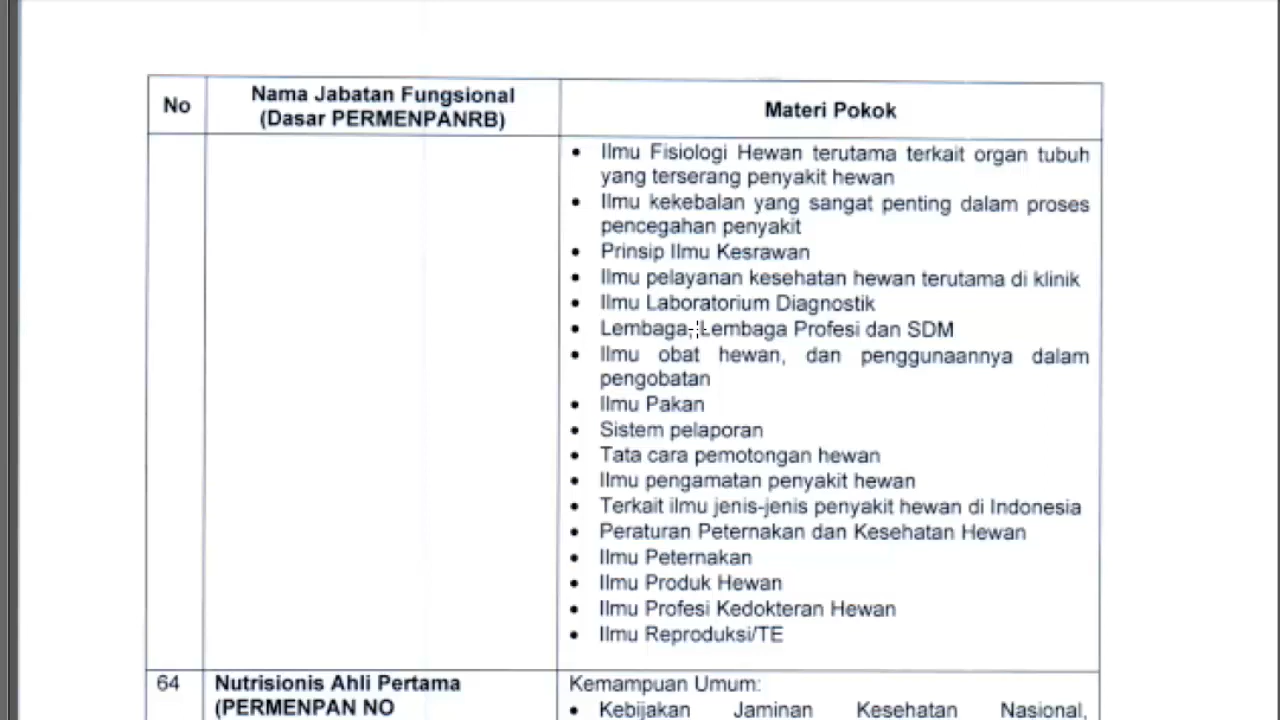 No
Nama Jabatan Fungsional
(Dasar PERMENPANRB)
Materi Pokok
• Ilmu Fisiologi Hewan terutama terkait organ tubuh
yang terserang penyakit hewan
• Ilmu kekebalan yang sangat penting dalam proses
pencegahan penyakit
• Prinsip Ilmu Kesrawan
• Ilmu pelayanan kesehatan hewan terutama di klinik
• Ilmu Laboratorium Diagnostik
• Lembaga-Lembaga Profesi dan SDM
• Ilmu obat hewan, dan penggunaannya dalam
pengobatan
• Ilmu Pakan
• Sistem pelaporan
• Tata cara pemotongan hewan
• Ilmu pengamatan penyakit hewan
• Terkait ilmu jenis-jenis penyakit hewan di Indonesia
• Peraturan Peternakan dan Kesehatan Hewan
• Ilmu Peternakan
• Ilmu Produk Hewan
• Ilmu Profesi Kedokteran Hewan
• Ilmu Reproduksi/TE
64
Nutrisionis Ahli Pertama
(PERMENPAN NO
Kemampuan Umum:
• Kebijakan Jaminan Kesehatan Nasional,